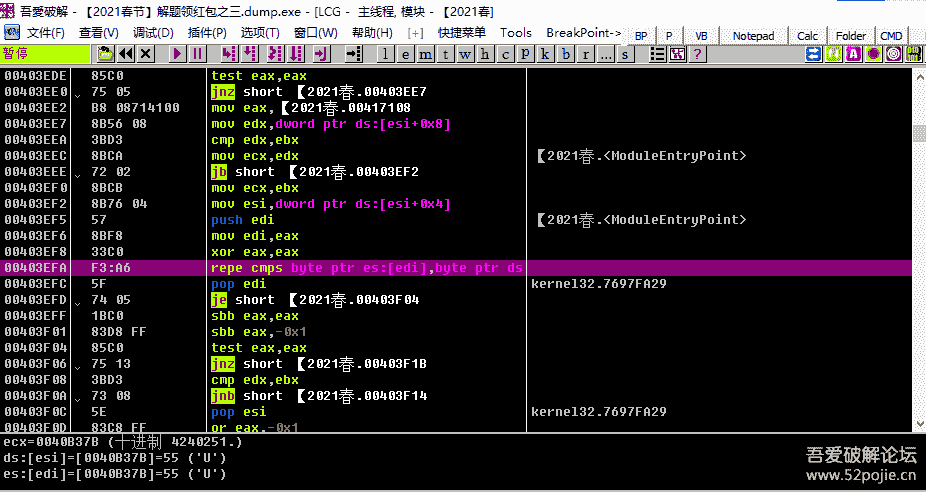 吾爱破解 - 【2021春节】解题领红包之三.dump.exe - [LCG - 主线程, 模块 - 【2021春]
文件(F) 查看(V) 调试(D) 插件(P) 选项(T) 窗口(W) 帮助(H) [+] 快捷菜单 Tools BreakPoint-> BP P VB Notepad Calc Folder CMD
暂停 l e m t w h c p k b r ... s ?
00403EDE 85C0 test eax,eax
00403EE0 75 05 jnz short 【2021春.00403EE7
00403EE2 B8 08714100 mov eax,【2021春.00417108
00403EE7 8B56 08 mov edx,dword ptr ds:[esi+0x8]
00403EEA 3BD3 cmp edx,ebx
00403EEC 8BCA mov ecx,edx 【2021春.<ModuleEntryPoint>
00403EEE 72 02 jb short 【2021春.00403EF2
00403EF0 8BCB mov ecx,ebx
00403EF2 8B76 04 mov esi,dword ptr ds:[esi+0x4]
00403EF5 57 push edi 【2021春.<ModuleEntryPoint>
00403EF6 8BF8 mov edi,eax
00403EF8 33C0 xor eax,eax
00403EFA F3:A6 repe cmps byte ptr es:[edi],byte ptr ds
00403EFC 5F pop edi kernel32.7697FA29
00403EFD 74 05 je short 【2021春.00403F04
00403EFF 1BC0 sbb eax,eax
00403F01 83D8 FF sbb eax,-0x1
00403F04 85C0 test eax,eax
00403F06 75 13 jnz short 【2021春.00403F1B
00403F08 3BD3 cmp edx,ebx
00403F0A 73 08 jnb short 【2021春.00403F14
00403F0C 5E pop esi kernel32.7697FA29
00403F0D 83C8 FF or eax,-0x1
ecx=0040B37B (十进制 4240251.)
ds:[esi]=[0040B37B]=55 ('U')
es:[edi]=[0040B37B]=55 ('U')
吾爱破解论坛
www.52pojie.cn